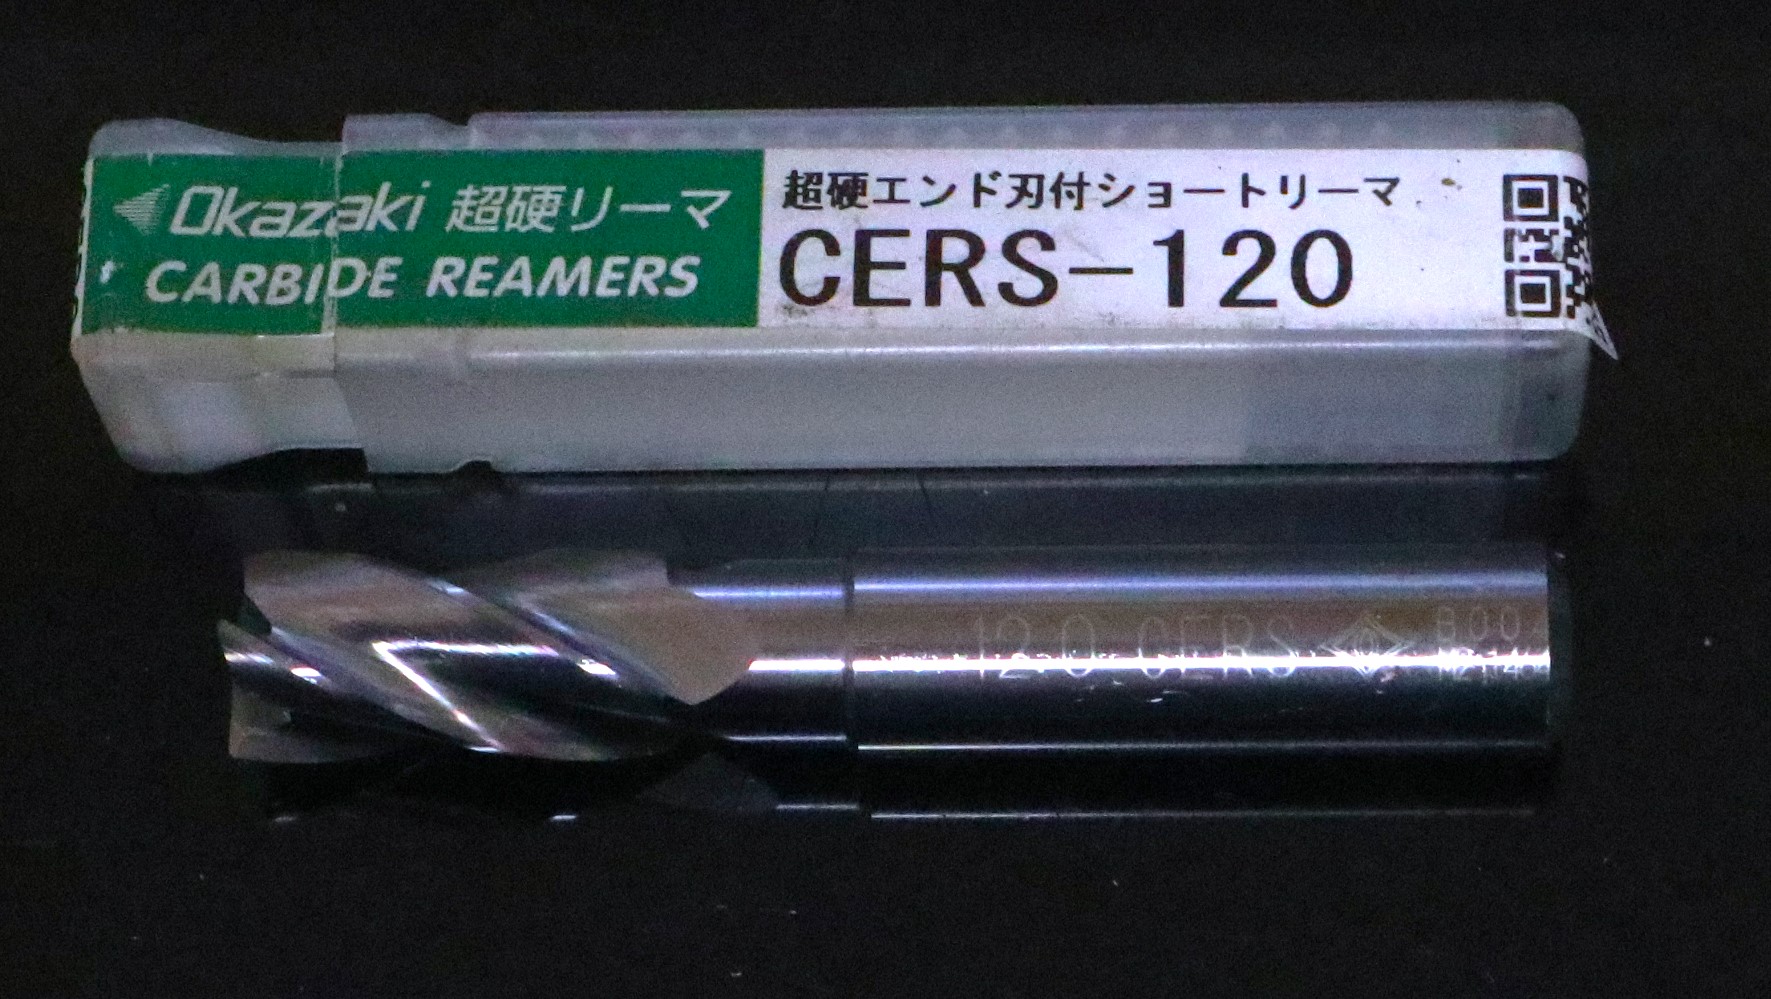 Okazaki 超硬リーマ
CARBIDE REAMERS
超硬エンド刃付ショートリーマ
CERS-120
12.0 CERS